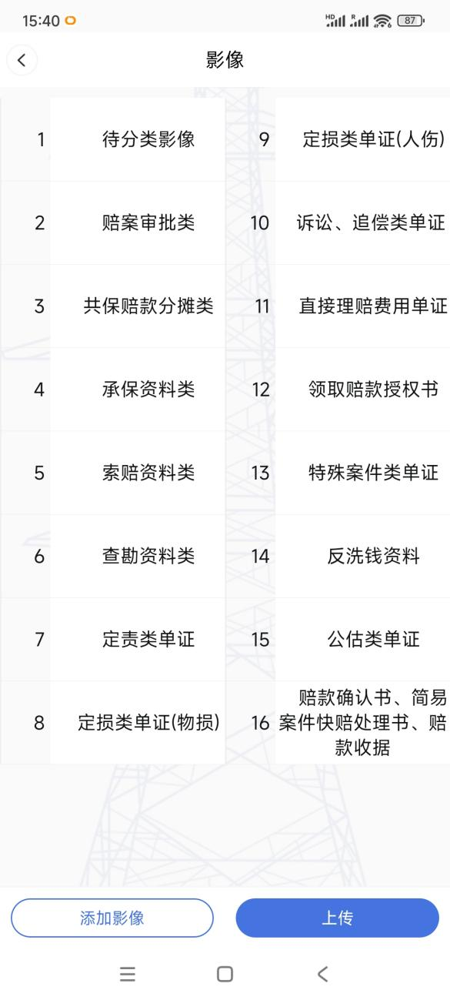 15:40
HD R 6 87
影像
1 待分类影像 9 定损类单证(人伤)
2 赔案审批类 10 诉讼、追偿类单证
3 共保赔款分摊类 11 直接理赔费用单证
4 承保资料类 12 领取赔款授权书
5 索赔资料类 13 特殊案件类单证
6 查勘资料类 14 反洗钱资料
7 定责类单证 15 公估类单证
8 定损类单证(物损) 16 赔款确认书、简易
案件快赔处理书、赔
款收据
添加影像 上传